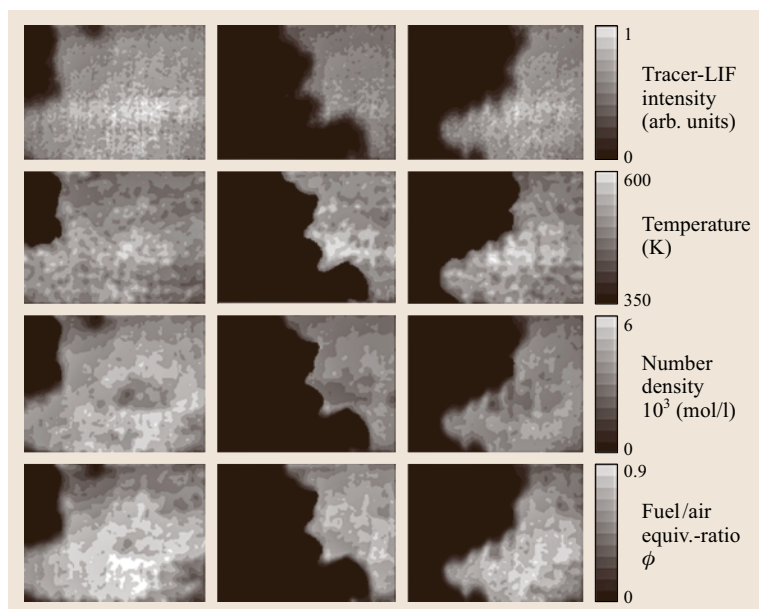 1
Tracer-LIF
intensity
(arb. units)
0
600
Temperature
(K)
350
6
Number
density
10³ (mol/l)
0
0.9
Fuel/air
equiv.-ratio
ϕ
0